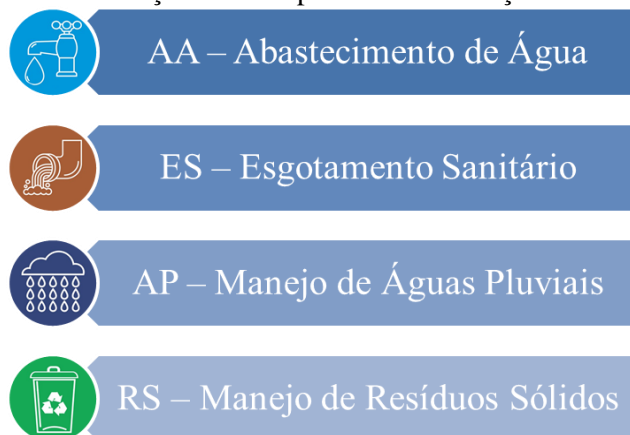 AA – Abastecimento de Água
ES – Esgotamento Sanitário
AP – Manejo de Águas Pluviais
RS – Manejo de Resíduos Sólidos